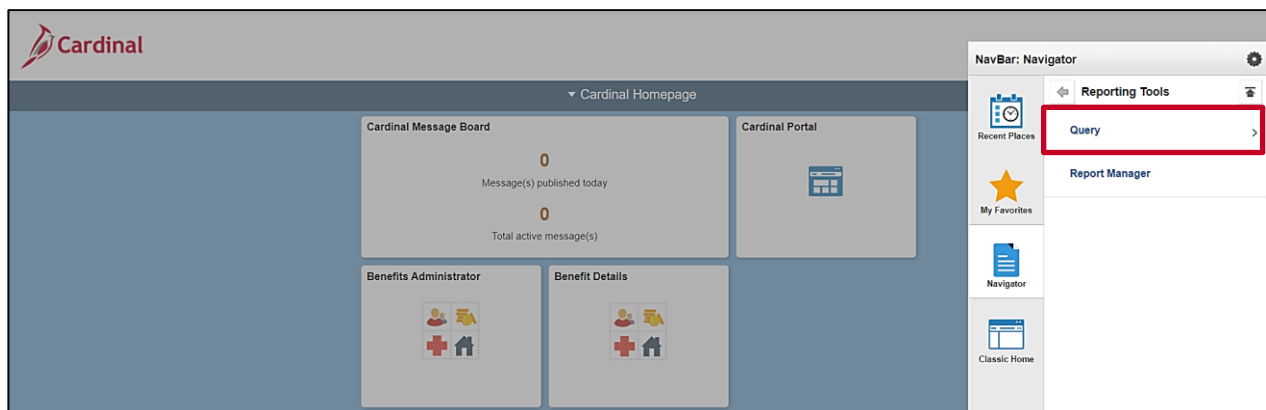 Cardinal
NavBar: Navigator
Cardinal Homepage
Reporting Tools
Recent Places
Query
Report Manager
My Favorites
Navigator
Classic Home
Cardinal Message Board
0
Message(s) published today
0
Total active message(s)
Cardinal Portal
Benefits Administrator
Benefit Details